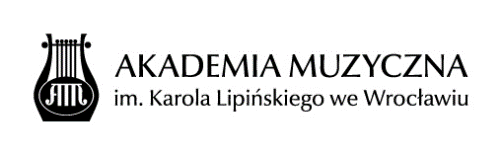 AKADEMIA MUZYCZNA
im. Karola Lipińskiego we Wrocławiu